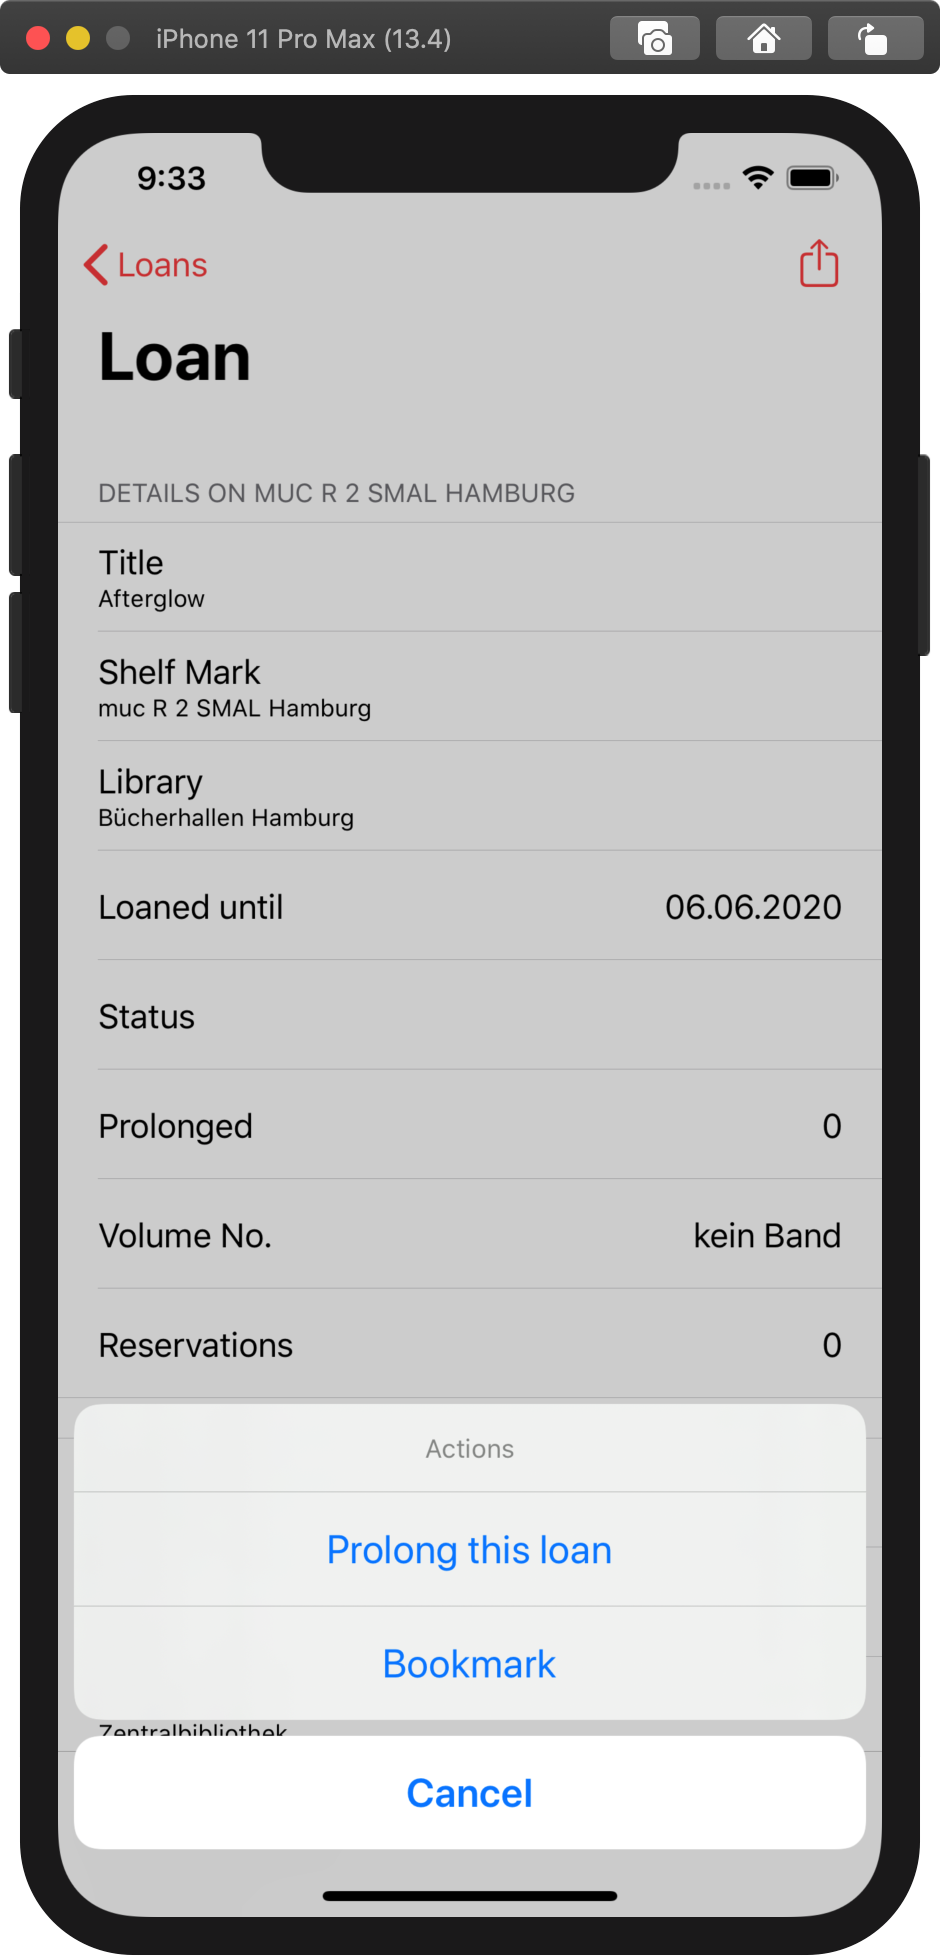 iPhone 11 Pro Max (13.4)
9:33
Loans
Loan
DETAILS ON MUC R 2 SMAL HAMBURG
Title
Afterglow
Shelf Mark
muc R 2 SMAL Hamburg
Library
Bücherhallen Hamburg
Loaned until 06.06.2020
Status
Prolonged 0
Volume No. kein Band
Reservations 0
Actions
Prolong this loan
Bookmark
Zentralbibliothek
Cancel